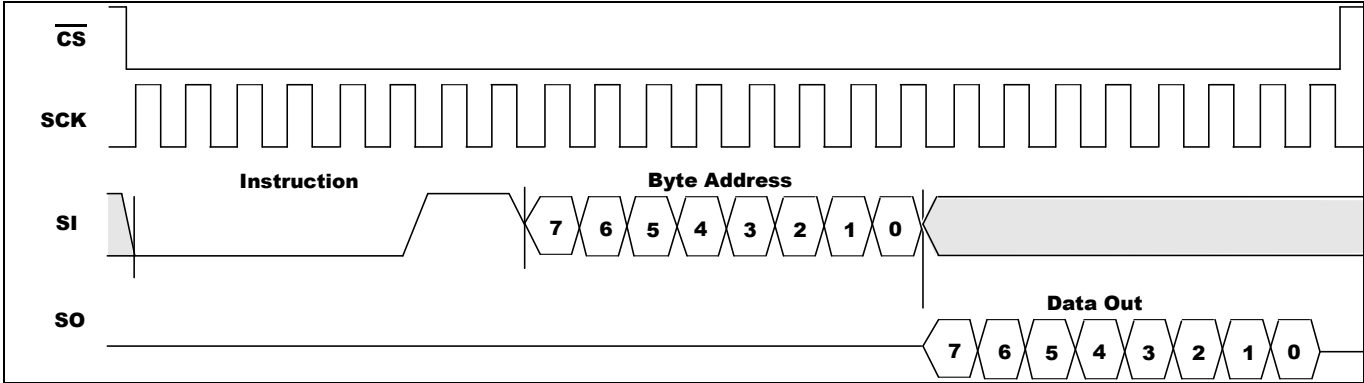 CS
SCK
Instruction
Byte Address
SI
7 6 5 4 3 2 1 0
Data Out
SO
7 6 5 4 3 2 1 0